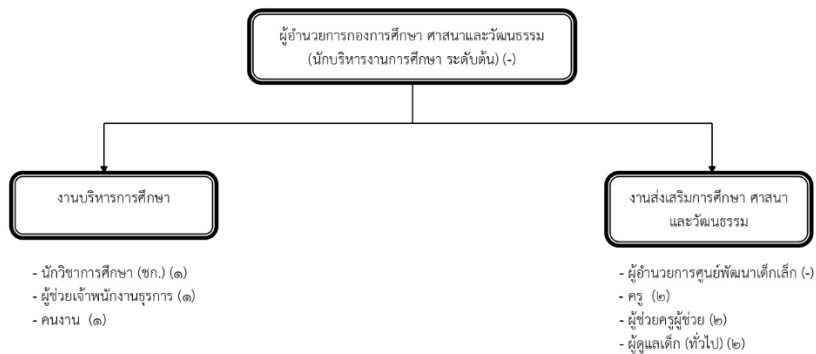 ผู้อำนวยการกองการศึกษา ศาสนาและวัฒนธรรม
(นักบริหารงานการศึกษา ระดับต้น) (-)
งานบริหารการศึกษา
- นักวิชาการศึกษา (ชก.) (๑)
- ผู้ช่วยเจ้าพนักงานธุรการ (๑)
- คนงาน (๑)
งานส่งเสริมการศึกษา ศาสนา
และวัฒนธรรม
- ผู้อำนวยการศูนย์พัฒนาเด็กเล็ก (-)
- ครู (๒)
- ผู้ช่วยครูผู้ช่วย (๒)
- ผู้ดูแลเด็ก (ทั่วไป) (๒)